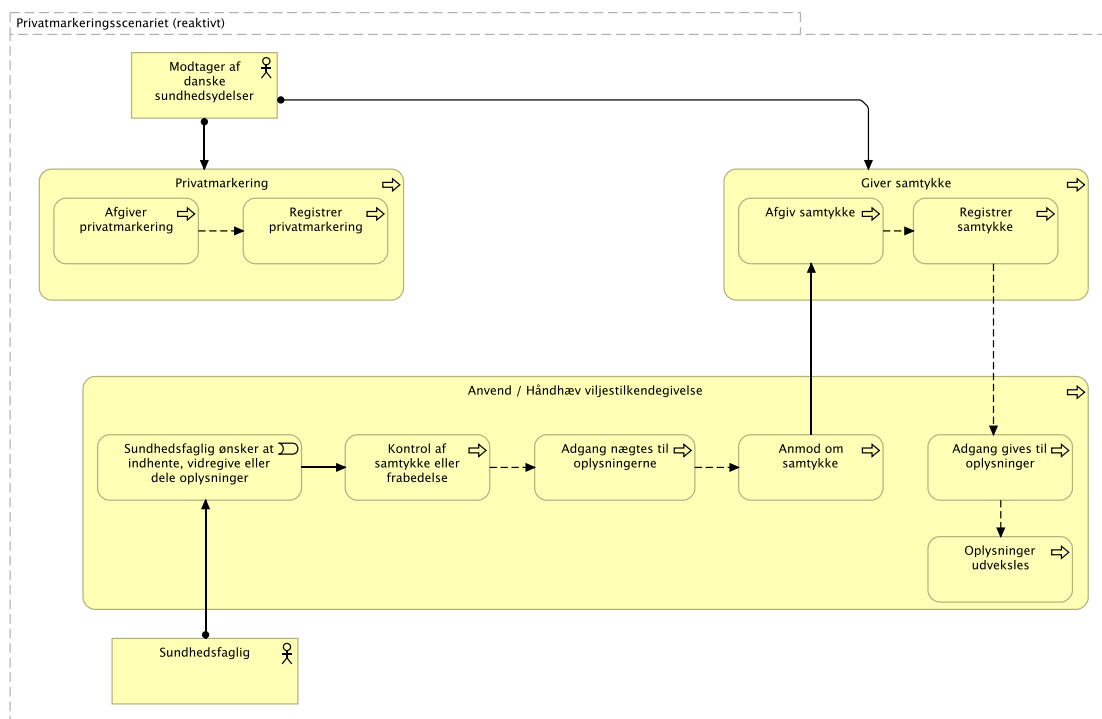 Privatmarkeringsscenariet (reaktivt)
Modtager af
danske
sundhedsydelser
Privatmarkering
Afgiver
privatmarkering
Registrer
privatmarkering
Giver samtykke
Afgiv samtykke
Registrer
samtykke
Anvend / Håndhæv viljestilkendegivelse
Sundhedsfaglig ønsker at
indhente, vidregive eller
dele oplysninger
Kontrol af
samtykke eller
frabedelse
Adgang nægtes til
oplysningerne
Anmod om
samtykke
Adgang gives til
oplysninger
Oplysninger
udveksles
Sundhedsfaglig